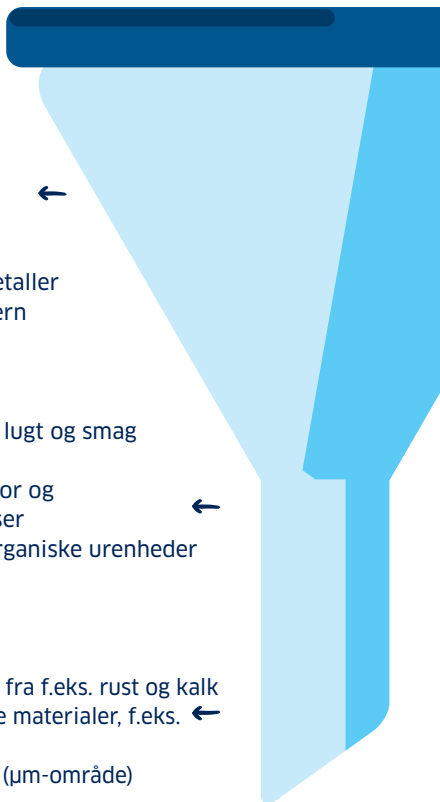 etaller
ern
lugt og smag
or og
ser
rganiske urenheder
fra f.eks. rust og kalk
e materialer, f.eks.
(µm-område)